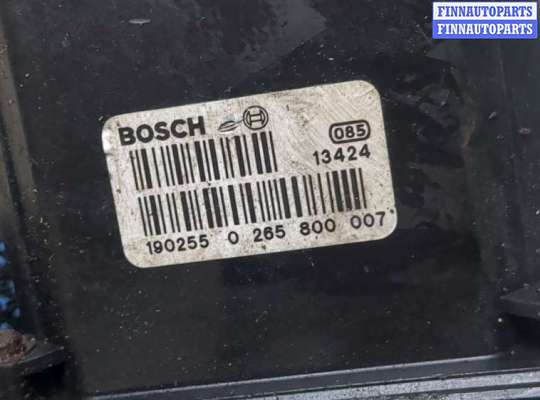 FINNAUTOPARTS
FINNAUTOPARTS
BOSCH
085
13424
190255 0 265 800 007